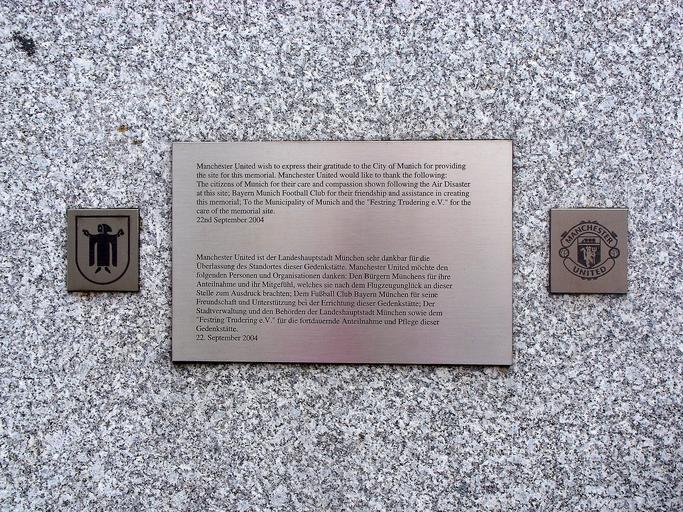 Manchester United wish to express their gratitude to the City of Munich for providing
the site for this memorial. Manchester United would like to thank the following:
The citizens of Munich for their care and compassion shown following the Air Disaster
at this site; Bayern Munich Football Club for their friendship and assistance in creating
this memorial; To the Municipality of Munich and the "Festring Trudering e.V." for the
care of the memorial site.
22nd September 2004
Manchester United ist der Landeshauptstadt München sehr dankbar für die
Überlassung des Standortes dieser Gedenkstätte. Manchester United möchte den
folgenden Personen und Organisationen danken: Den Bürgern Münchens für ihre
Anteilnahme und ihr Mitgefühl, welches sie nach dem Flugzeugunglück an dieser
Stelle zum Ausdruck brachten; Dem Fußball Club Bayern München für seine
Freundschaft und Unterstützung bei der Errichtung dieser Gedenkstätte; Der
Stadtverwaltung und den Behörden der Landeshauptstadt München sowie dem
"Festring Trudering e.V." für die fortdauernde Anteilnahme und Pflege dieser
Gedenkstätte.
22. September 2004
MANCHESTER
UNITED